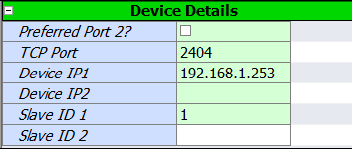 Device Details
Preferred Port 2?
TCP Port 2404
Device IP1 192.168.1.253
Device IP2
Slave ID 1 1
Slave ID 2